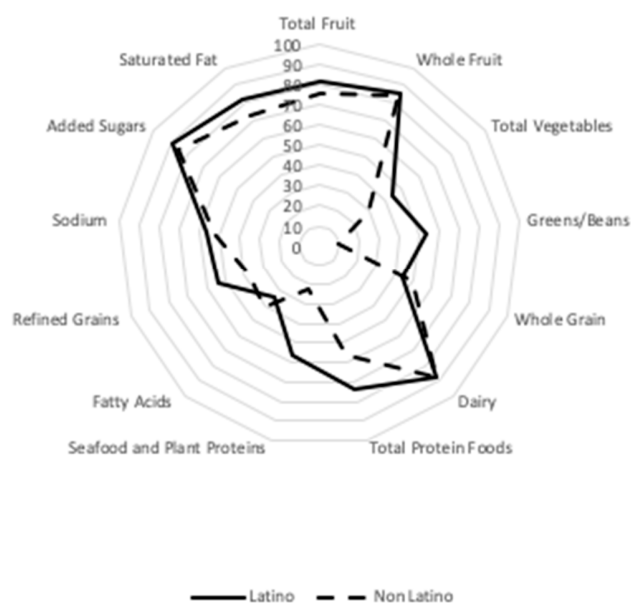 Total Fruit
100
Saturated Fat
Whole Fruit
90
80
70
Added Sugars
Total Vegetables
60
50
40
30
Sodium
20
Greens/Beans
10
0
Refined Grains
Whole Grain
Fatty Acids
Dairy
Seafood and Plant Proteins
Total Protein Foods
Latino
Non Latino